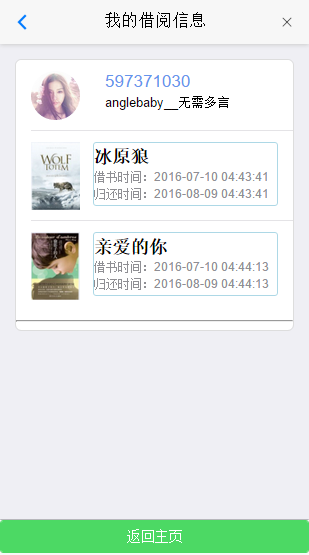 我的借阅信息
597371030
anglebaby__无需多言
WOLF
TOTEM
冰原狼
借书时间：2016-07-10 04:43:41
归还时间：2016-08-09 04:43:41
亲爱的你
借书时间：2016-07-10 04:44:13
归还时间：2016-08-09 04:44:13
返回主页